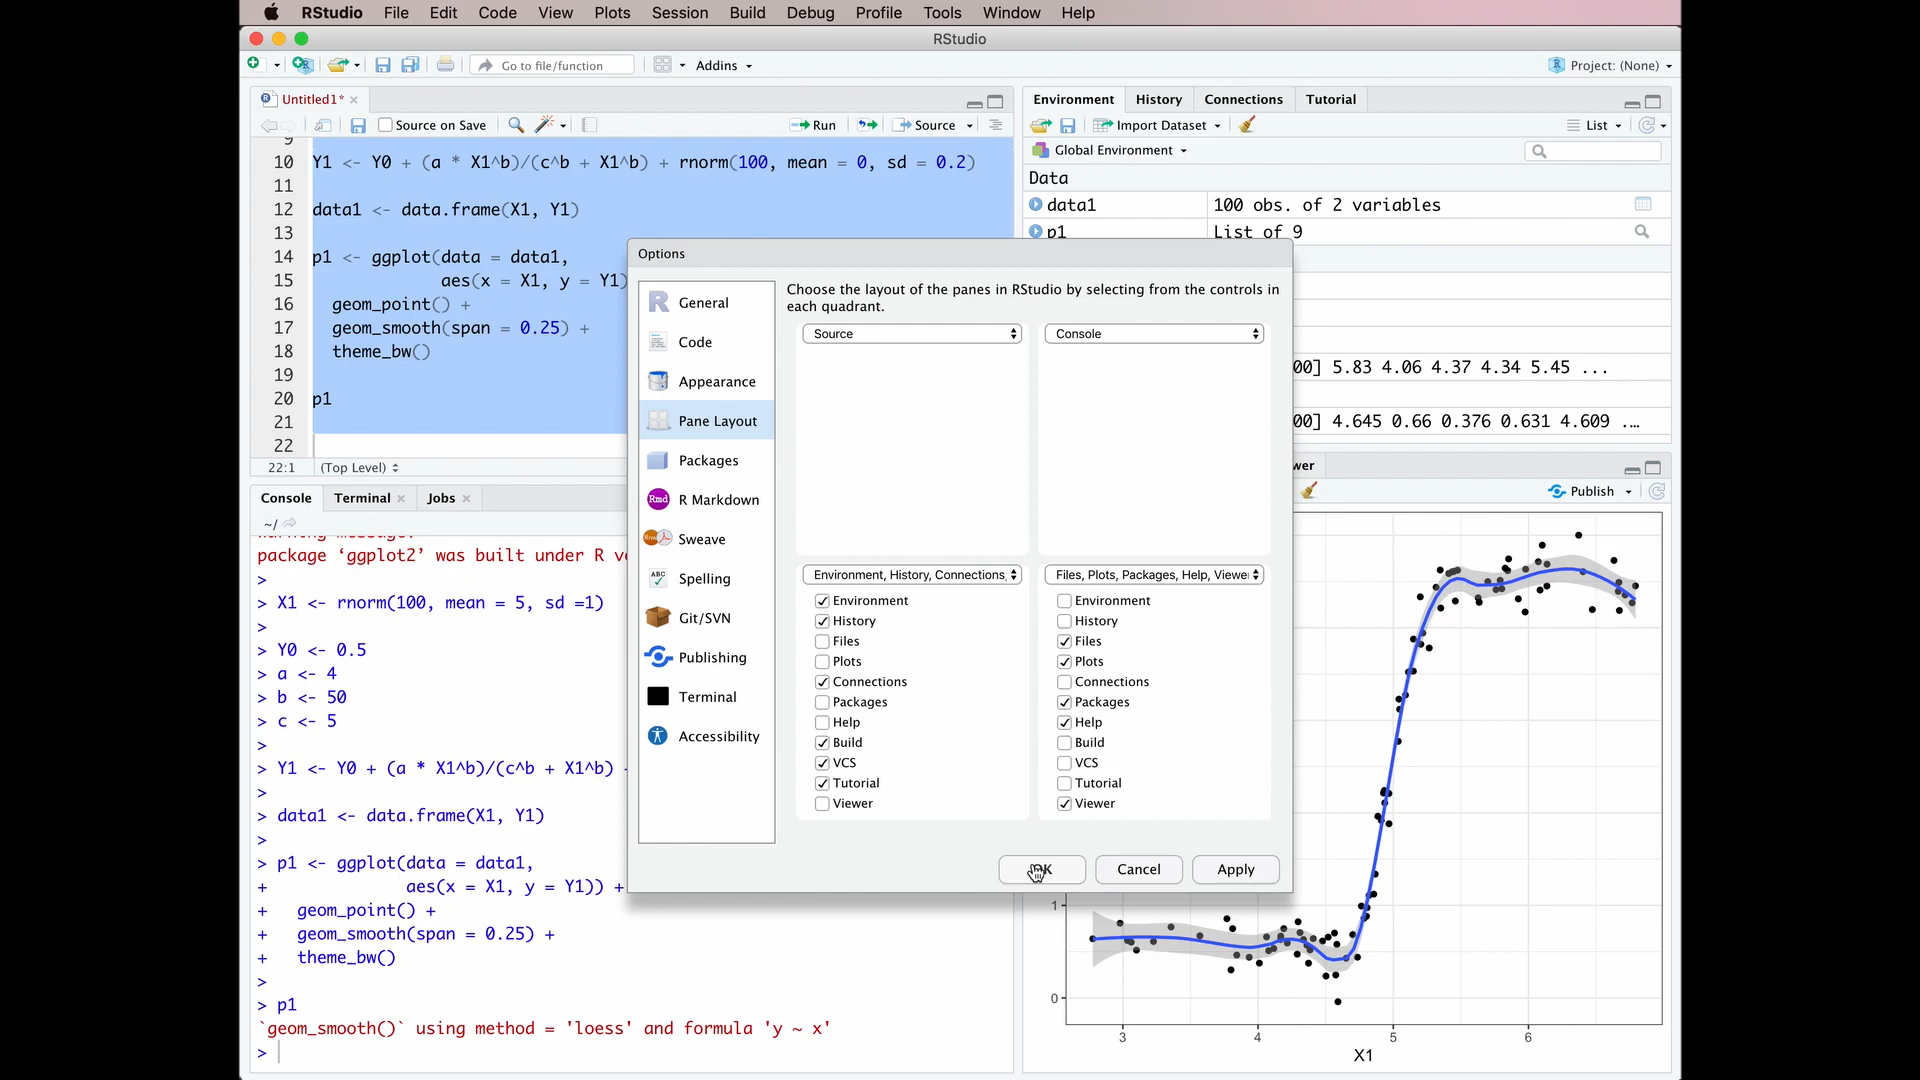 RStudio File Edit Code View Plots Session Build Debug Profile Tools Window Help
RStudio
Go to file/function
Addins
Project: (None)
Untitled1*
Source on Save
Run
Source
9
10 Y1 <- Y0 + (a * X1^b)/(c^b + X1^b) + rnorm(100, mean = 0, sd = 0.2)
11
12 data1 <- data.frame(X1, Y1)
13
14 p1 <- ggplot(data = data1,
15 aes(x = X1, y = Y1)
16 geom_point() +
17 geom_smooth(span = 0.25) +
18 theme_bw()
19
20 p1
21
22
22:1 (Top Level)
Console Terminal Jobs
~/
package ‘ggplot2’ was built under R ve
>
> X1 <- rnorm(100, mean = 5, sd =1)
>
> Y0 <- 0.5
> a <- 4
> b <- 50
> c <- 5
>
> Y1 <- Y0 + (a * X1^b)/(c^b + X1^b) +
>
> data1 <- data.frame(X1, Y1)
>
> p1 <- ggplot(data = data1,
+ aes(x = X1, y = Y1)) +
+ geom_point() +
+ geom_smooth(span = 0.25) +
+ theme_bw()
>
> p1
`geom_smooth()` using method = 'loess' and formula 'y ~ x'
>
Options
General
Code
Appearance
Pane Layout
Packages
Rmd R Markdown
Sweave
ABC Spelling
Git/SVN
Publishing
Terminal
Accessibility
Choose the layout of the panes in RStudio by selecting from the controls in
each quadrant.
Source
Console
Environment, History, Connections,
Environment
History
Files
Plots
Connections
Packages
Help
Build
VCS
Tutorial
Viewer
Files, Plots, Packages, Help, Viewer
Environment
History
Files
Plots
Connections
Packages
Help
Build
VCS
Tutorial
Viewer
OK Cancel Apply
Environment History Connections Tutorial
Import Dataset
List
Global Environment
Data
data1 100 obs. of 2 variables
p1 List of 9
00] 5.83 4.06 4.37 4.34 5.45 ...
00] 4.645 0.66 0.376 0.631 4.609 ...
wer
Publish
1
0
3 4 5 6
X1